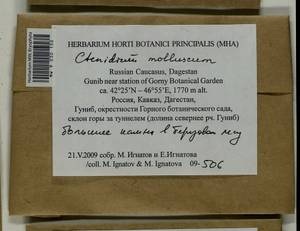 HERBARIUM HORTI BOTANICI PRINCIPALIS (MHA)
Ctenidium molluscum
Russian Caucasus, Dagestan
Gunib near station of Gorny Botanical Garden
ca. 42°25'N – 46°55'E, 1770 m alt.
Россия, Кавказ, Дагестан,
Гуниб, окрестности Горного ботанического сада,
склон горы за туннелем (долина севернее рч. Гуниб)
большие камни в березовом лесу
21.V.2009 собр. М. Игнатов и Е.Игнатова
/coll. M. Ignatov & M. Ignatova 09-506